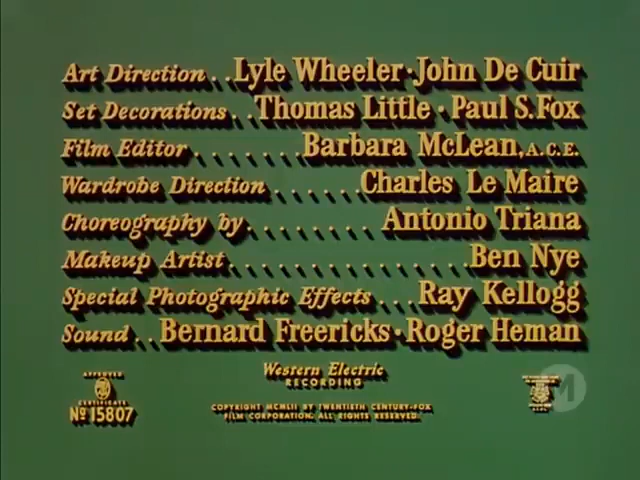 Art Direction . . Lyle Wheeler · John De Cuir
Set Decorations . . Thomas Little · Paul S. Fox
Film Editor . . . . . . . Barbara McLean, A.C.E.
Wardrobe Direction . . . . . . Charles Le Maire
Choreography by . . . . . . . . Antonio Triana
Makeup Artist . . . . . . . . . . . . . . . Ben Nye
Special Photographic Effects . . . Ray Kellogg
Sound . . Bernard Freericks · Roger Heman
Western Electric
RECORDING
APPROVED
CERTIFICATE
Nº 15807
COPYRIGHT MCMLII BY TWENTIETH CENTURY-FOX
FILM CORPORATION. ALL RIGHTS RESERVED.
M